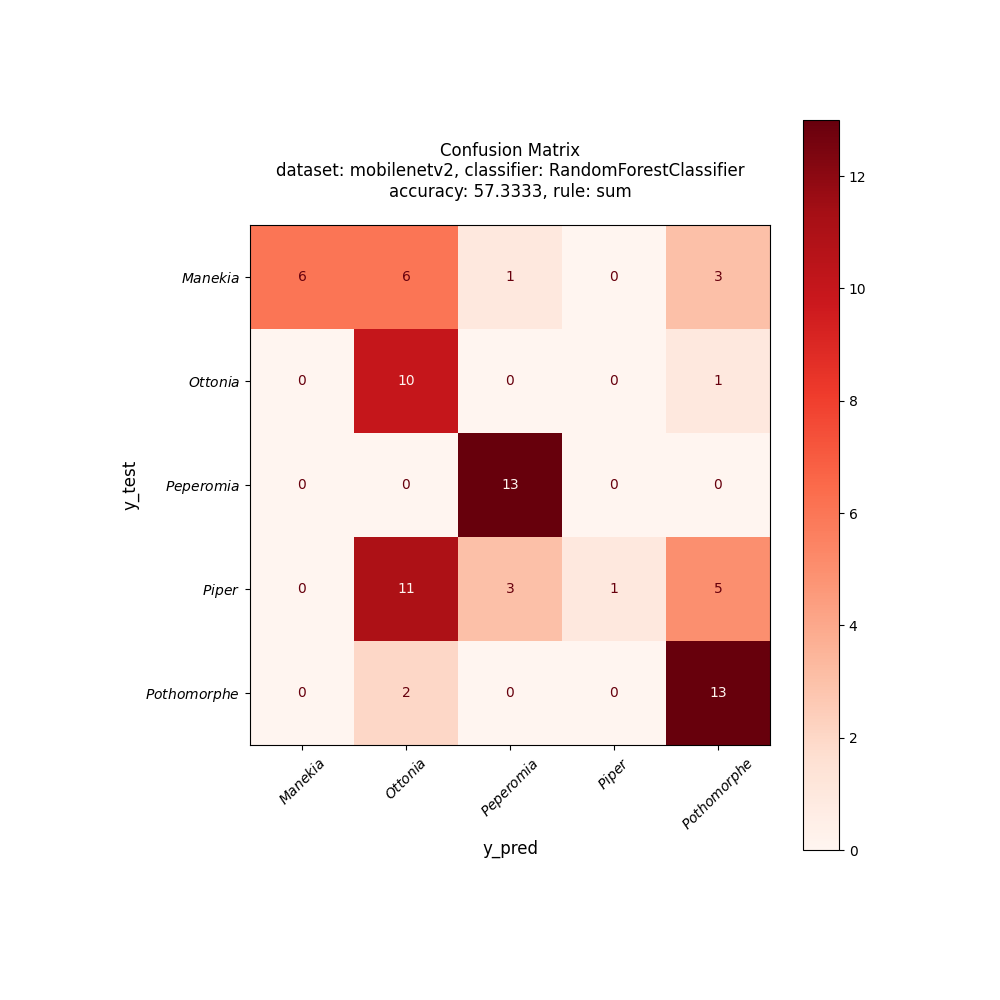 Confusion Matrix
dataset: mobilenetv2, classifier: RandomForestClassifier
accuracy: 57.3333, rule: sum
Manekia 6 6 1 0 3
Ottonia 0 10 0 0 1
Peperomia 0 0 13 0 0
Piper 0 11 3 1 5
Pothomorphe 0 2 0 0 13
y_test
Manekia Ottonia Peperomia Piper Pothomorphe
y_pred
12
10
8
6
4
2
0